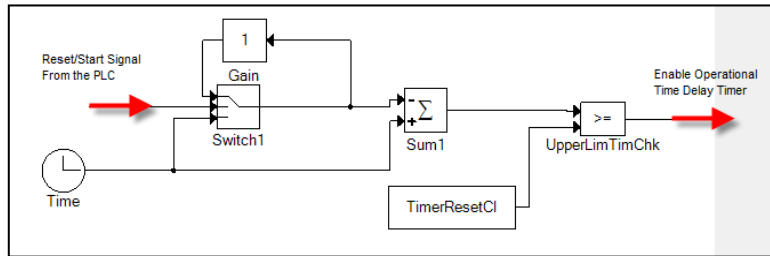 Reset/Start Signal
From the PLC
1
Gain
Switch1
Time
-
+
Σ
Sum1
TimerResetCl
>=
UpperLimTimChk
Enable Operational
Time Delay Timer